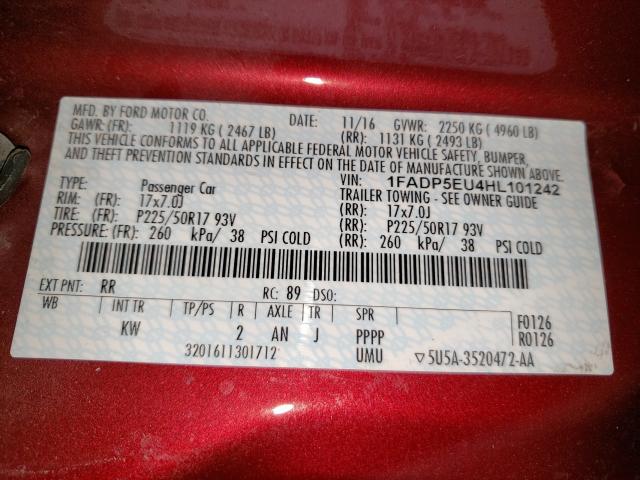 MFD. BY FORD MOTOR CO. DATE: 11/16 GVWR: 2250 KG ( 4960 LB)
GAWR: (FR): 1119 KG ( 2467 LB) (RR): 1131 KG ( 2493 LB)
THIS VEHICLE CONFORMS TO ALL APPLICABLE FEDERAL MOTOR VEHICLE SAFETY, BUMPER, AND
THEFT PREVENTION STANDARDS IN EFFECT ON THE DATE OF MANUFACTURE SHOWN ABOVE.
VIN: 1FADP5EU4HL101242
TYPE: Passenger Car TRAILER TOWING - SEE OWNER GUIDE
RIM: (FR): 17x7.0J (RR): 17x7.0J
TIRE: (FR): P225/50R17 93V (RR): P225/50R17 93V
PRESSURE: (FR): 260 kPa/ 38 PSI COLD (RR): 260 kPa/ 38 PSI COLD
EXT PNT: RR RC: 89 DSO:
WB INT TR TP/PS R AXLE TR SPR F0126
KW 2 AN J PPPP R0126
3201611301712 UMU ▽5U5A-3520472-AA